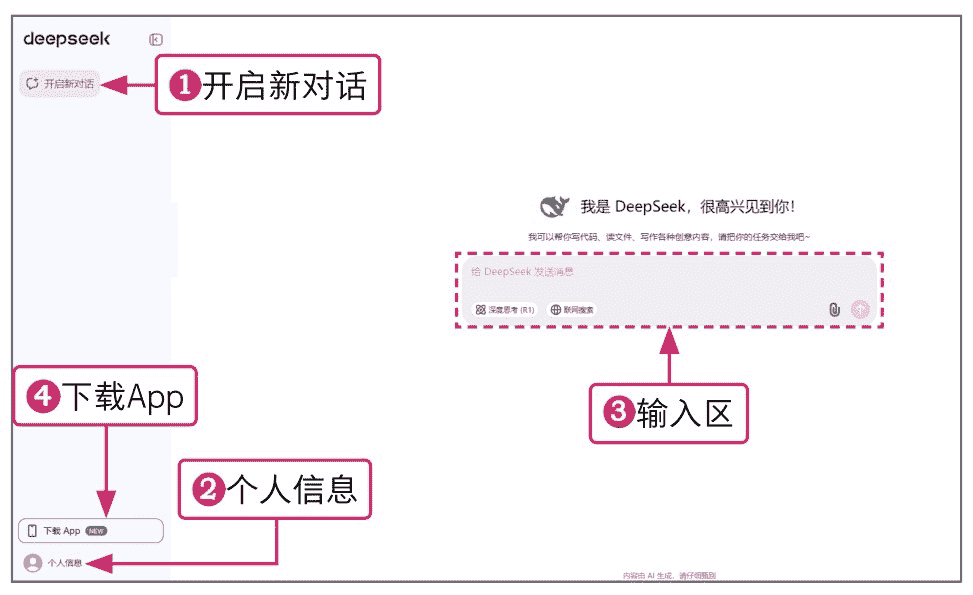 deepseek
开启新对话
❶开启新对话
我是 DeepSeek，很高兴见到你！
我可以帮你写代码、读文件、写作各种创意内容，请把你的任务交给我吧~
给 DeepSeek 发送消息
深度思考 (R1)
联网搜索
❸输入区
❹下载App
❷个人信息
下载 App NEW
个人信息
内容由 AI 生成，请仔细甄别